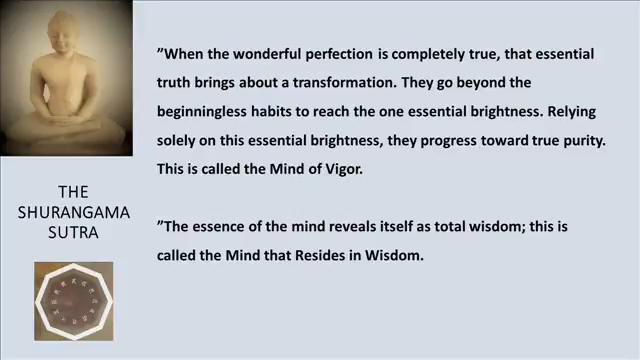 ”When the wonderful perfection is completely true, that essential
truth brings about a transformation. They go beyond the
beginningless habits to reach the one essential brightness. Relying
solely on this essential brightness, they progress toward true purity.
This is called the Mind of Vigor.
”The essence of the mind reveals itself as total wisdom; this is
called the Mind that Resides in Wisdom.
THE
SHURANGAMA
SUTRA